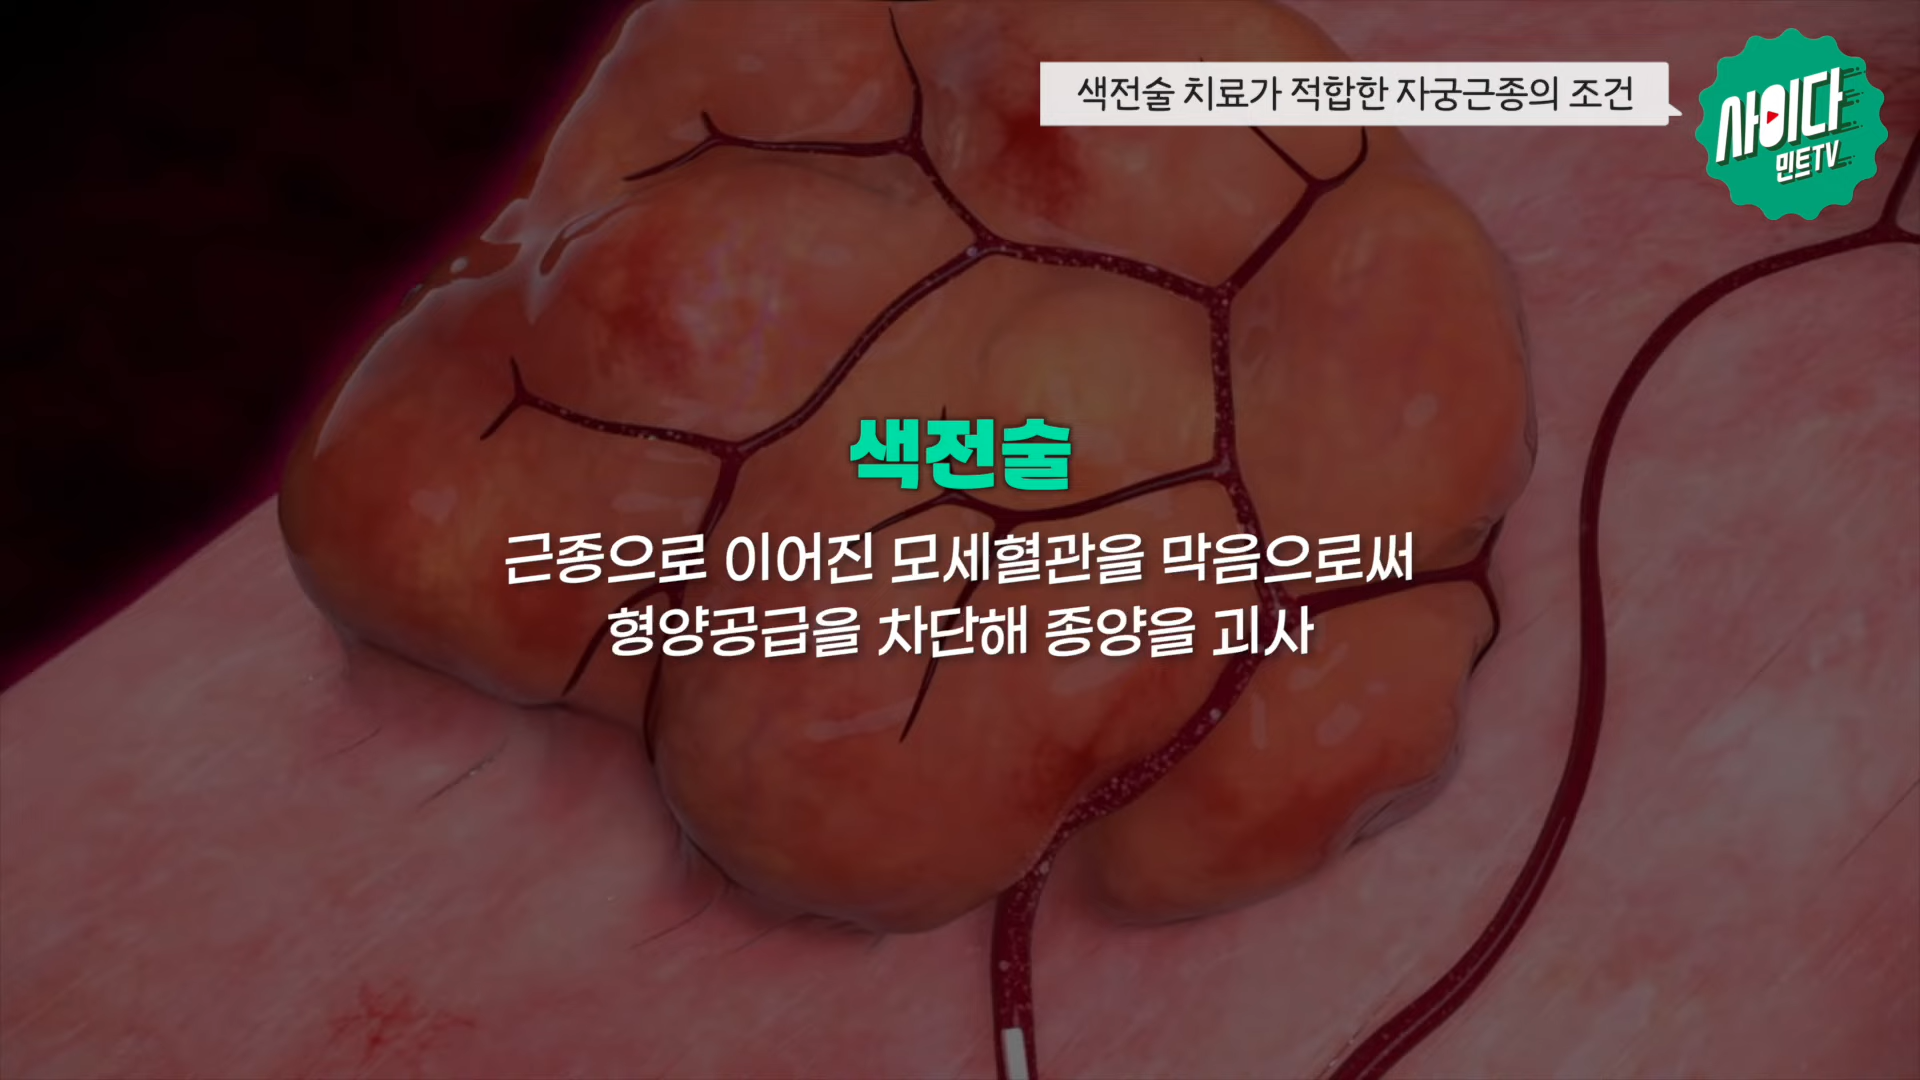 색전술 치료가 적합한 자궁근종의 조건
사이다
민트TV
색전술
근종으로 이어진 모세혈관을 막음으로써
형양공급을 차단해 종양을 괴사